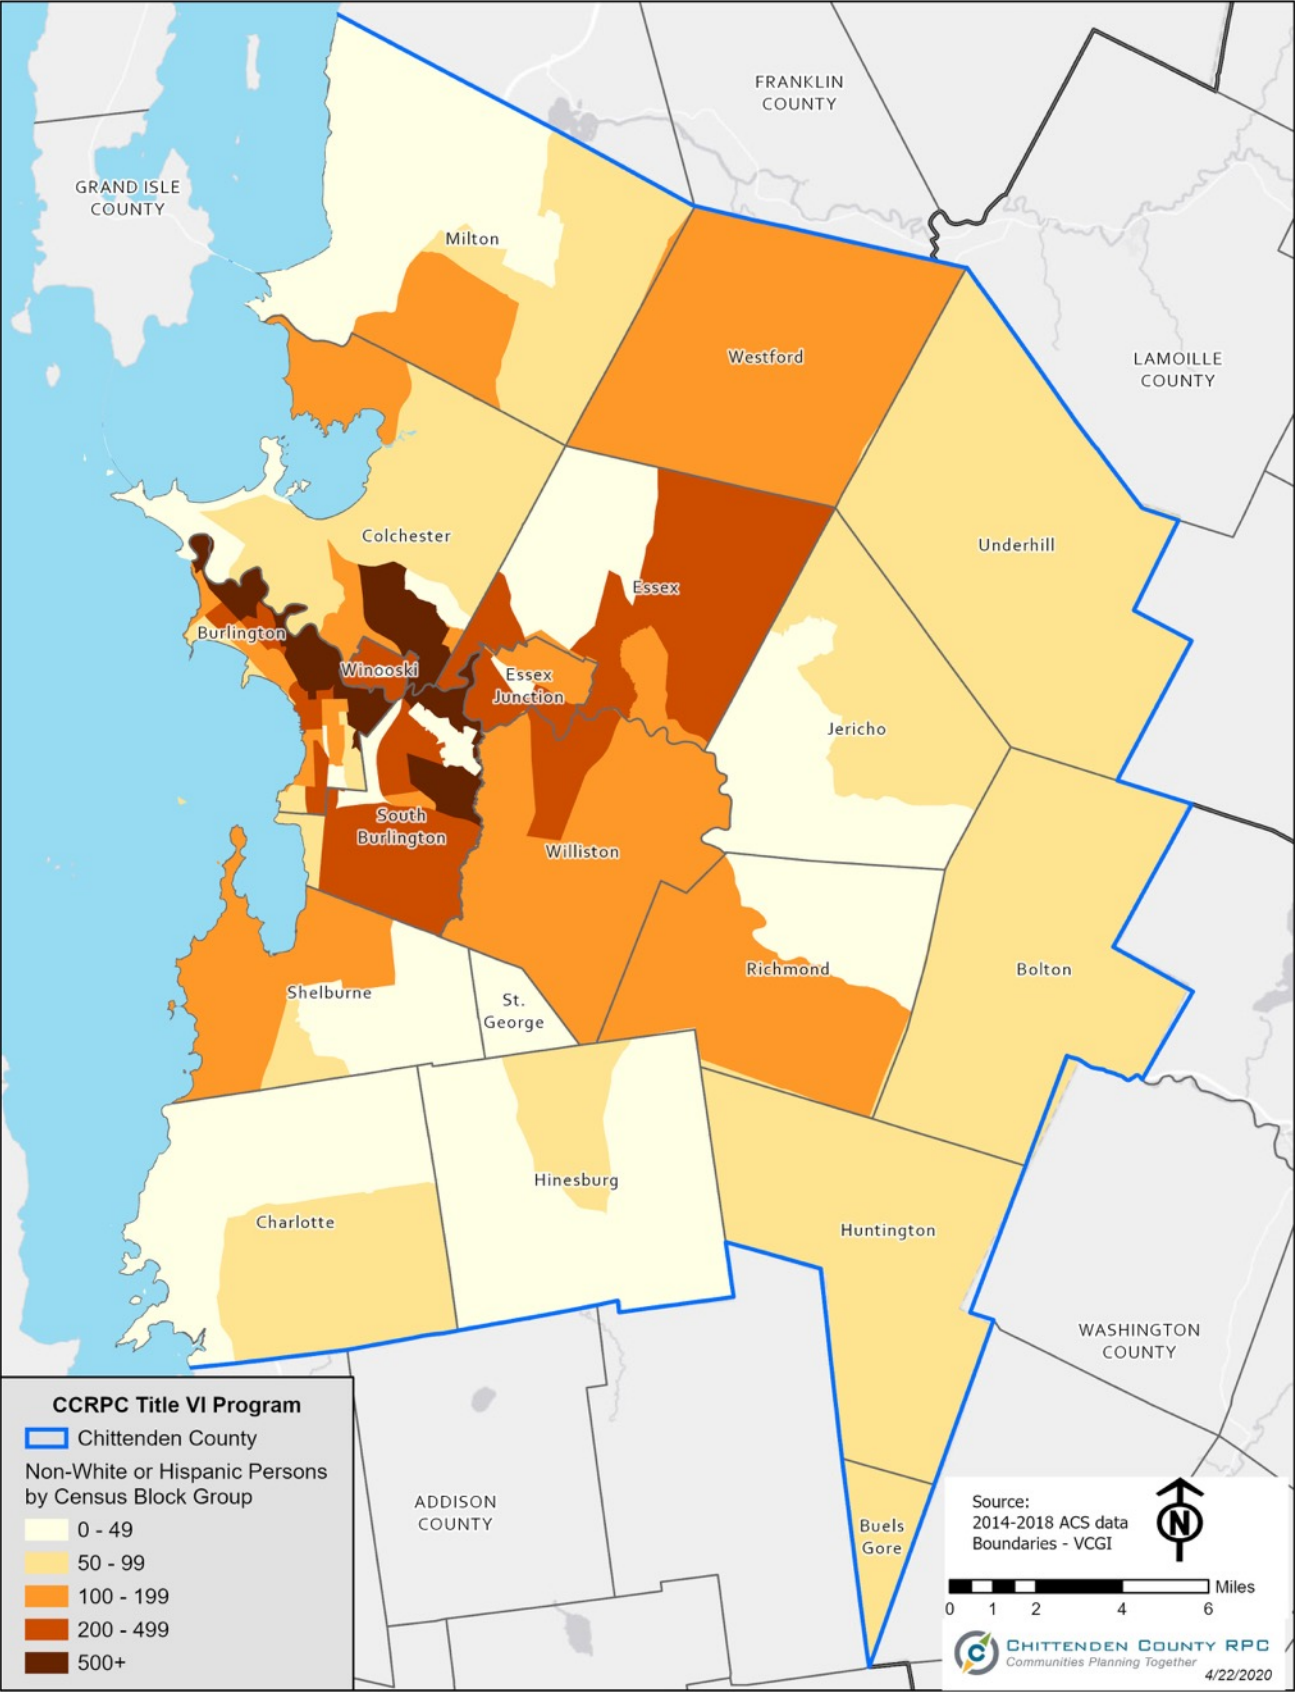 FRANKLIN
COUNTY
GRAND ISLE
COUNTY
Milton
Westford
LAMOILLE
COUNTY
Colchester
Underhill
Essex
Burlington
Winooski
Essex
Junction
Jericho
South
Burlington
Williston
Richmond
Bolton
Shelburne
St.
George
Hinesburg
Charlotte
Huntington
WASHINGTON
COUNTY
CCRPC Title VI Program
Chittenden County
Non-White or Hispanic Persons
by Census Block Group
0 - 49
50 - 99
100 - 199
200 - 499
500+
ADDISON
COUNTY
Buels
Gore
Source:
2014-2018 ACS data
Boundaries - VCGI
N
Miles
0 1 2 4 6
C
CHITTENDEN COUNTY RPC
Communities Planning Together
4/22/2020